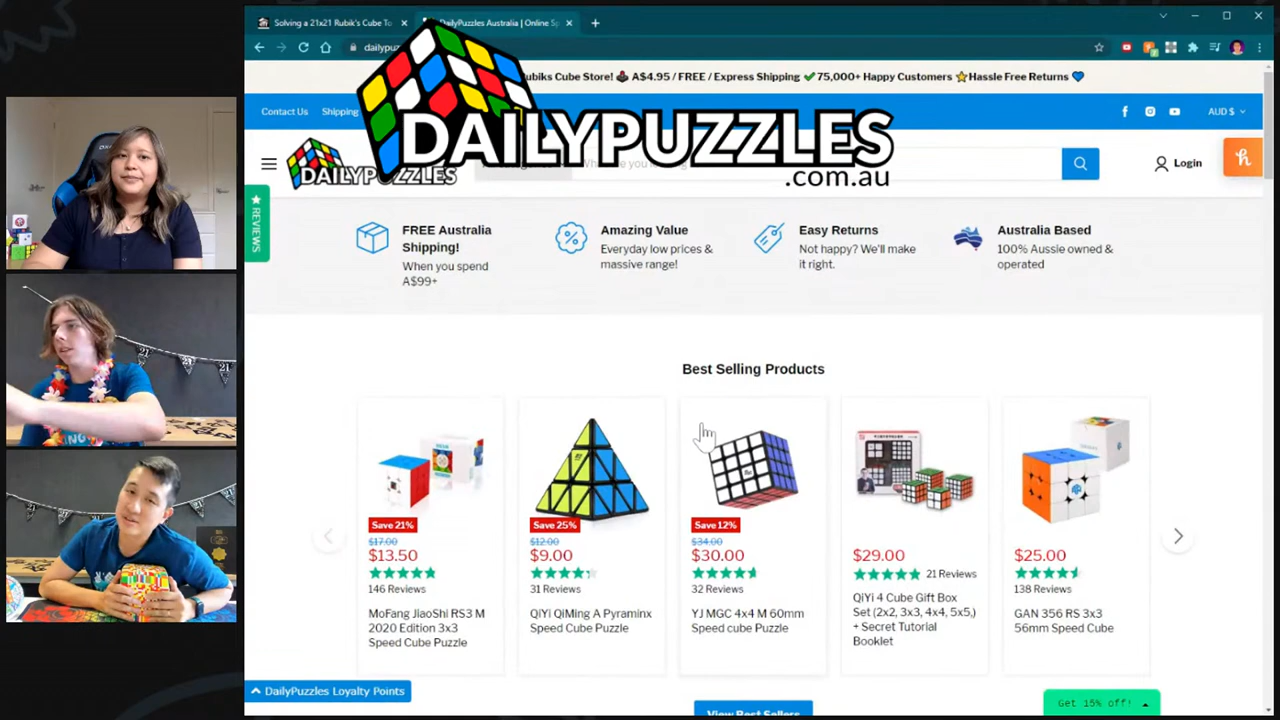 Solving a 21x21 Rubik's Cube To
DailyPuzzles Australia | Online S
dailypu
Rubiks Cube Store! A$4.95 / FREE / Express Shipping 75,000+ Happy Customers Hassle Free Returns
Contact Us Shipping
AUD $
DAILYPUZZLES
.com.au
DAILYPUZZLES
Login
REVIEWS
FREE Australia
Shipping!
When you spend
A$99+
Amazing Value
Everyday low prices &
massive range!
Easy Returns
Not happy? We'll make
it right.
Australia Based
100% Aussie owned &
operated
Best Selling Products
Save 21%
$17.00
$13.50
146 Reviews
MoFang JiaoShi RS3 M
2020 Edition 3x3
Speed Cube Puzzle
Save 25%
$12.00
$9.00
31 Reviews
QiYi QiMing A Pyraminx
Speed Cube Puzzle
Save 12%
$34.00
$30.00
32 Reviews
YJ MGC 4x4 M 60mm
Speed cube Puzzle
$29.00
21 Reviews
QiYi 4 Cube Gift Box
Set (2x2, 3x3, 4x4, 5x5,)
+ Secret Tutorial
Booklet
$25.00
138 Reviews
GAN 356 RS 3x3
56mm Speed Cube
DailyPuzzles Loyalty Points
View Best Sellers
Get 15% off!
21
21